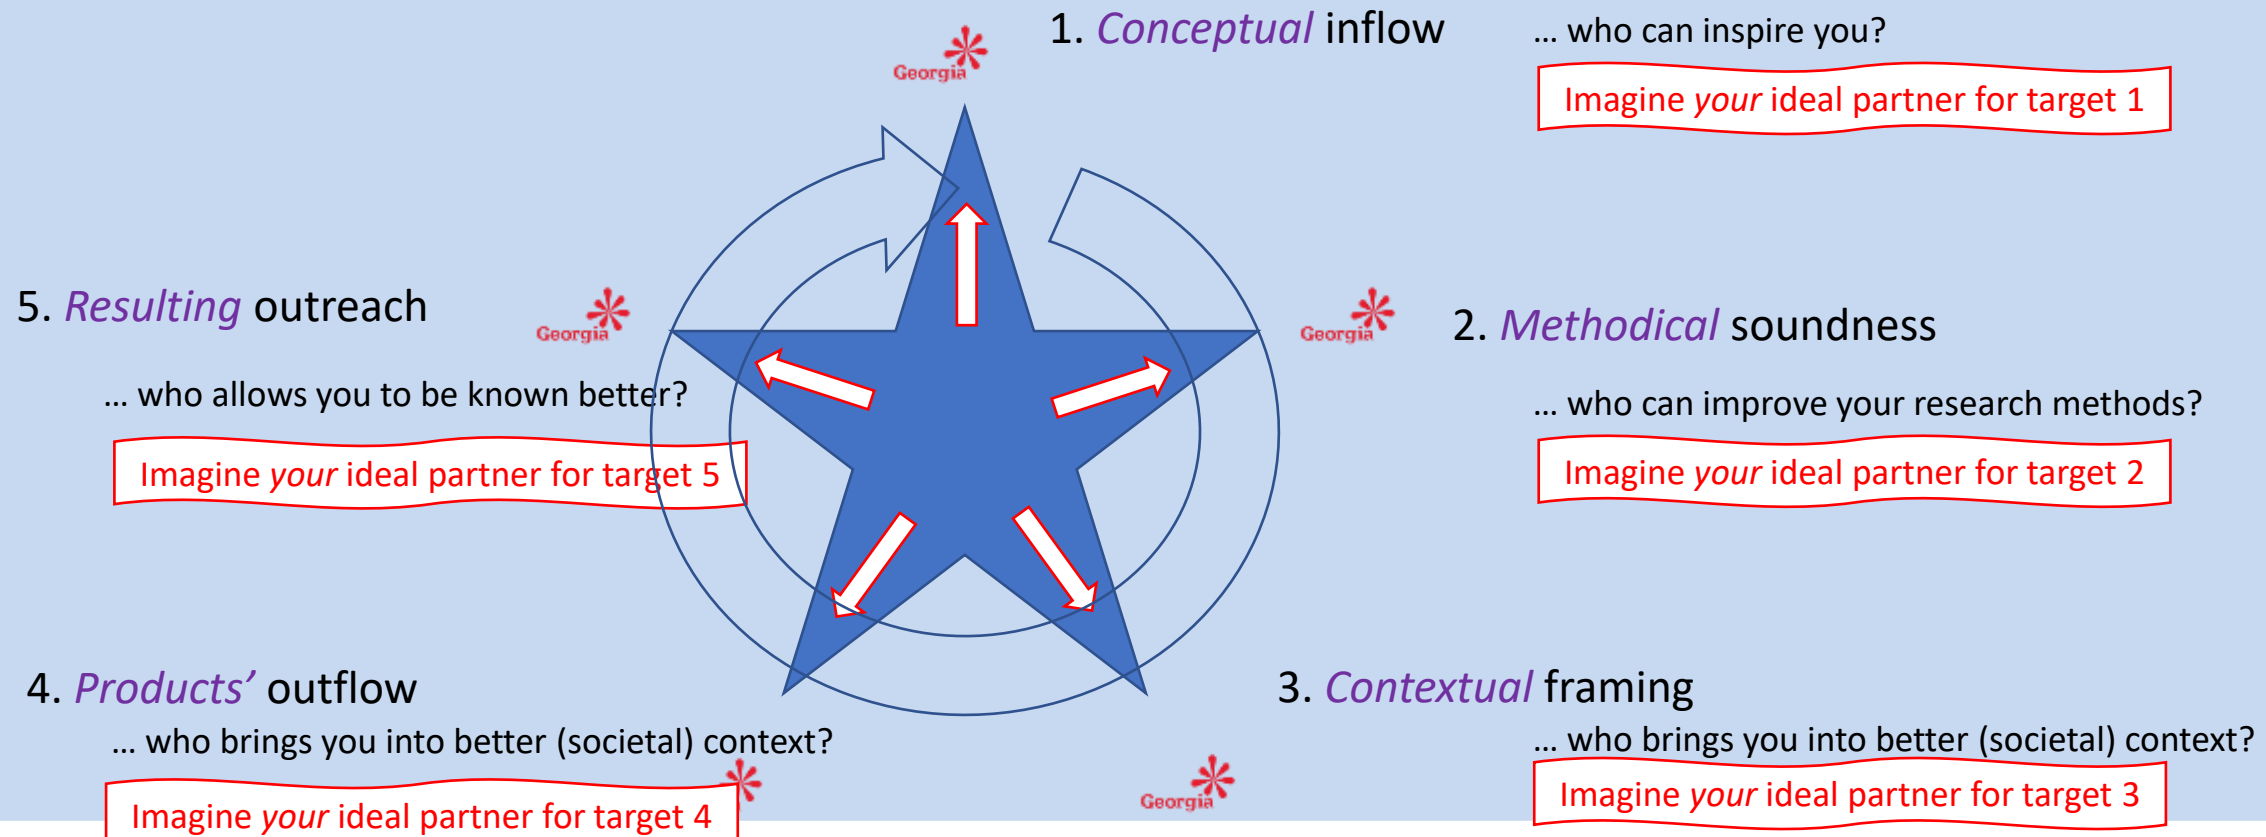 1. Conceptual inflow
... who can inspire you?
Imagine your ideal partner for target 1
Georgia
5. Resulting outreach
Georgia
... who allows you to be known better?
Imagine your ideal partner for target 5
Georgia
2. Methodical soundness
... who can improve your research methods?
Imagine your ideal partner for target 2
4. Products' outflow
... who brings you into better (societal) context?
Imagine your ideal partner for target 4
3. Contextual framing
... who brings you into better (societal) context?
Georgia
Imagine your ideal partner for target 3